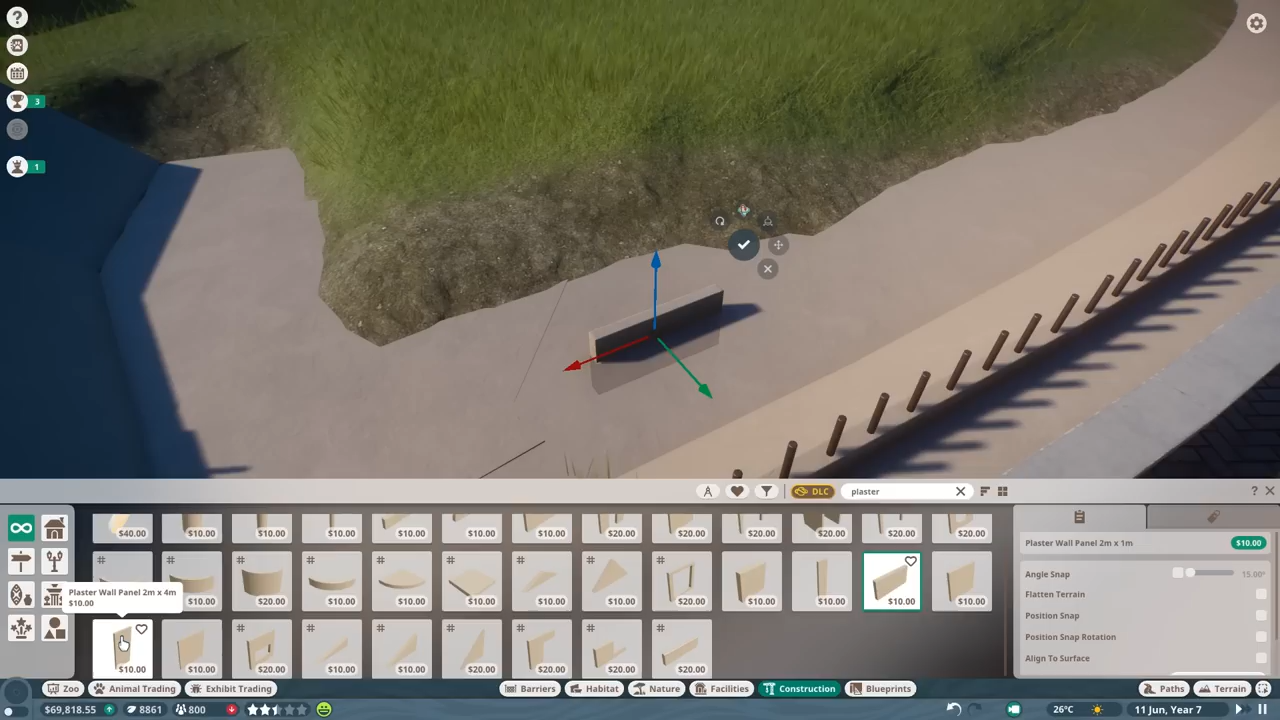 ?
3
1
DLC
plaster
?
$40.00 $10.00 $10.00 $10.00 $10.00 $10.00 $10.00 $20.00 $20.00 $20.00 $20.00 $20.00 $20.00
Plaster Wall Panel 2m x 1m
$10.00
$10.00 $20.00 $10.00 $10.00 $20.00 $10.00 $10.00 $20.00 $10.00 $10.00 $10.00 $10.00
Angle Snap
15.00°
Plaster Wall Panel 2m x 4m
$10.00
Flatten Terrain
Position Snap
Position Snap Rotation
Align To Surface
$10.00 $10.00 $20.00 $10.00 $10.00 $10.00 $20.00 $20.00 $20.00
Zoo
Animal Trading
Exhibit Trading
Barriers
Habitat
Nature
Facilities
Construction
Blueprints
Paths
Terrain
$69,818.55
8861
800
26°C
11 Jun, Year 7